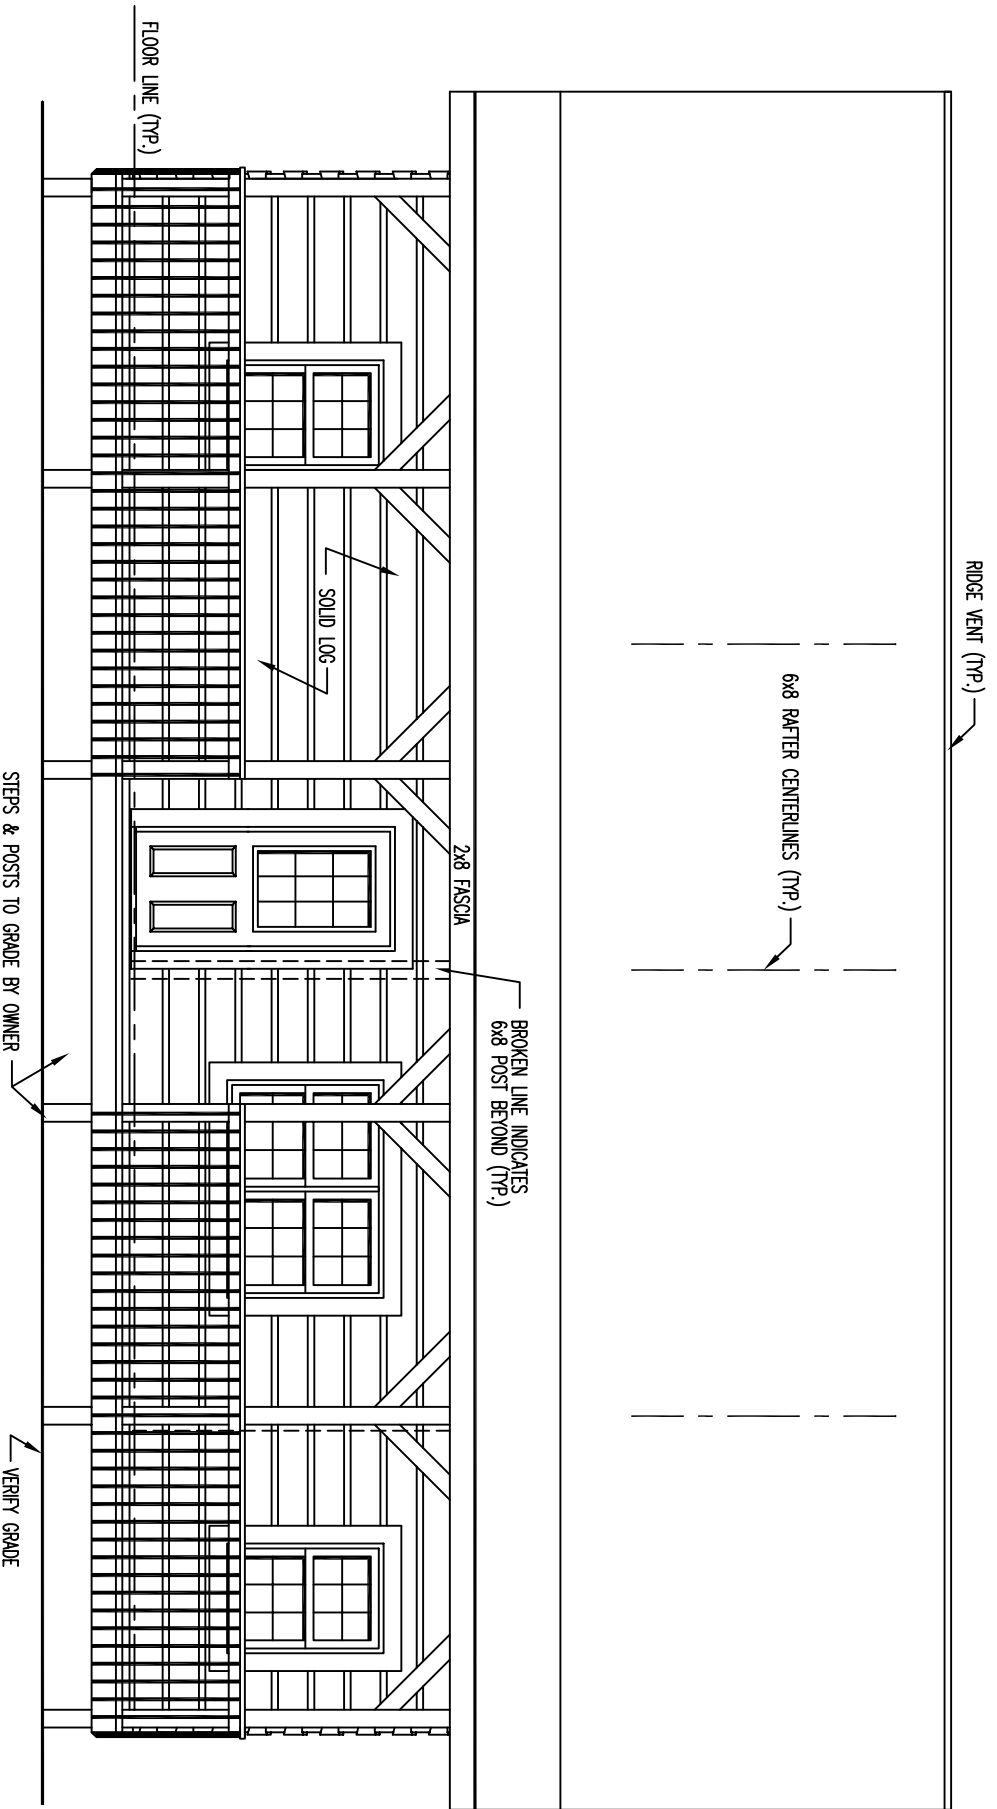 RIDGE VENT (TYP.)
6x8 RAFTER CENTERLINES (TYP.)
2x8 FASCIA
BROKEN LINE INDICATES
6x8 POST BEYOND (TYP.)
SOLID LOG
FLOOR LINE (TYP.)
STEPS & POSTS TO GRADE BY OWNER
VERIFY GRADE